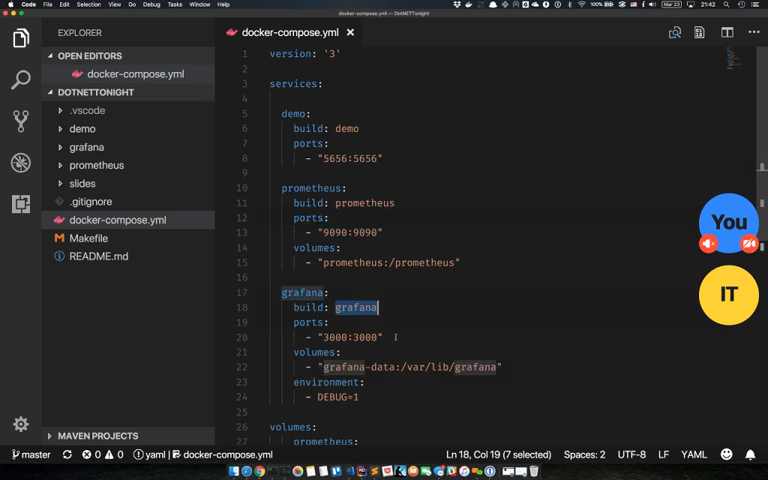 Code File Edit Selection View Go Debug Tasks Window Help 100% Mar 23 21:42
docker-compose.yml — DotNETTonight
EXPLORER
OPEN EDITORS
docker-compose.yml
DOTNETTONIGHT
.vscode
demo
grafana
prometheus
slides
.gitignore
docker-compose.yml
Makefile
README.md
MAVEN PROJECTS
docker-compose.yml
1 version: '3'
2
3 services:
4
5 demo:
6 build: demo
7 ports:
8 - "5656:5656"
9
10 prometheus:
11 build: prometheus
12 ports:
13 - "9090:9090"
14 volumes:
15 - "prometheus:/prometheus"
16
17 grafana:
18 build: grafana
19 ports:
20 - "3000:3000"
21 volumes:
22 - "grafana-data:/var/lib/grafana"
23 environment:
24 - DEBUG=1
25
26 volumes:
27 prometheus:
You
IT
master 0 0 yaml docker-compose.yml Ln 18, Col 19 (7 selected) Spaces: 2 UTF-8 LF YAML